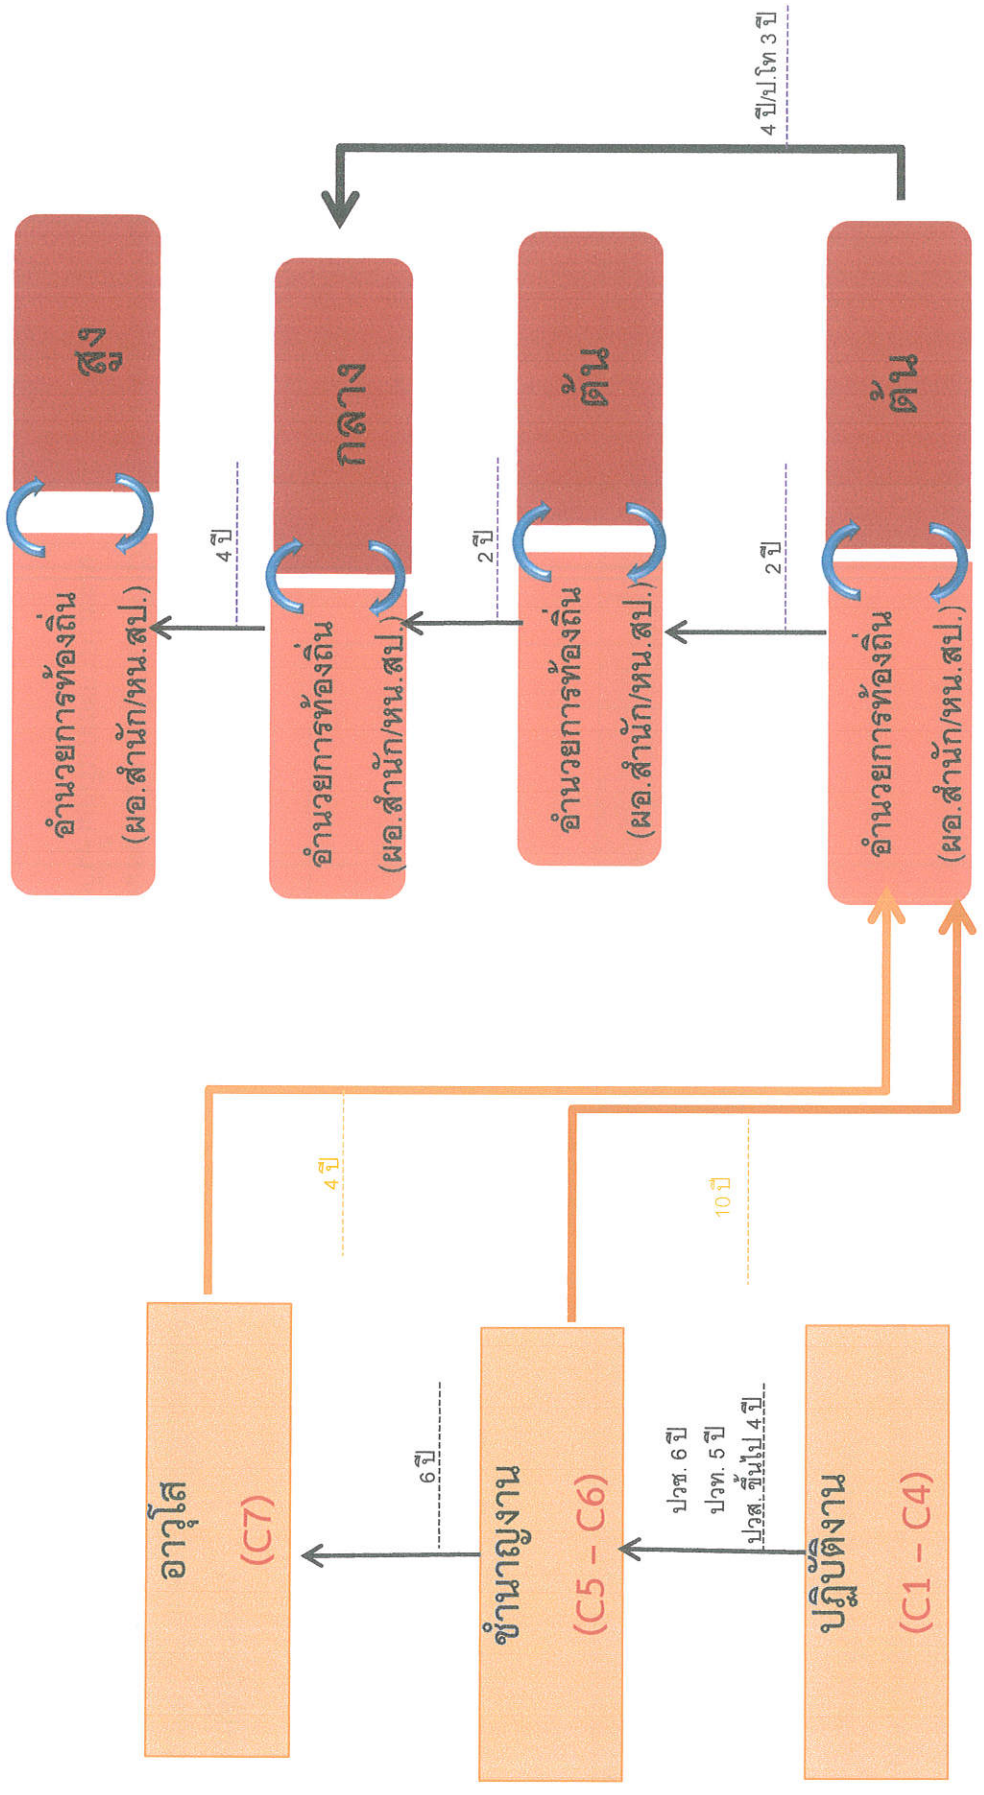 อาวุโส
(C7)
6 ปี
ชำนาญงาน
(C5 – C6)
ปวช. 6 ปี
ปวท. 5 ปี
ปวส. ขึ้นไป 4 ปี
ปฏิบัติงาน
(C1 – C4)
4 ปี
10 ปี
อำนวยการท้องถิ่น
(ผอ.สำนัก/หน.สป.)
สูง
4 ปี
อำนวยการท้องถิ่น
(ผอ.สำนัก/หน.สป.)
กลาง
2 ปี
อำนวยการท้องถิ่น
(ผอ.สำนัก/หน.สป.)
ต้น
2 ปี
อำนวยการท้องถิ่น
(ผอ.สำนัก/หน.สป.)
ต้น
4 ปี/ป.โท 3 ปี